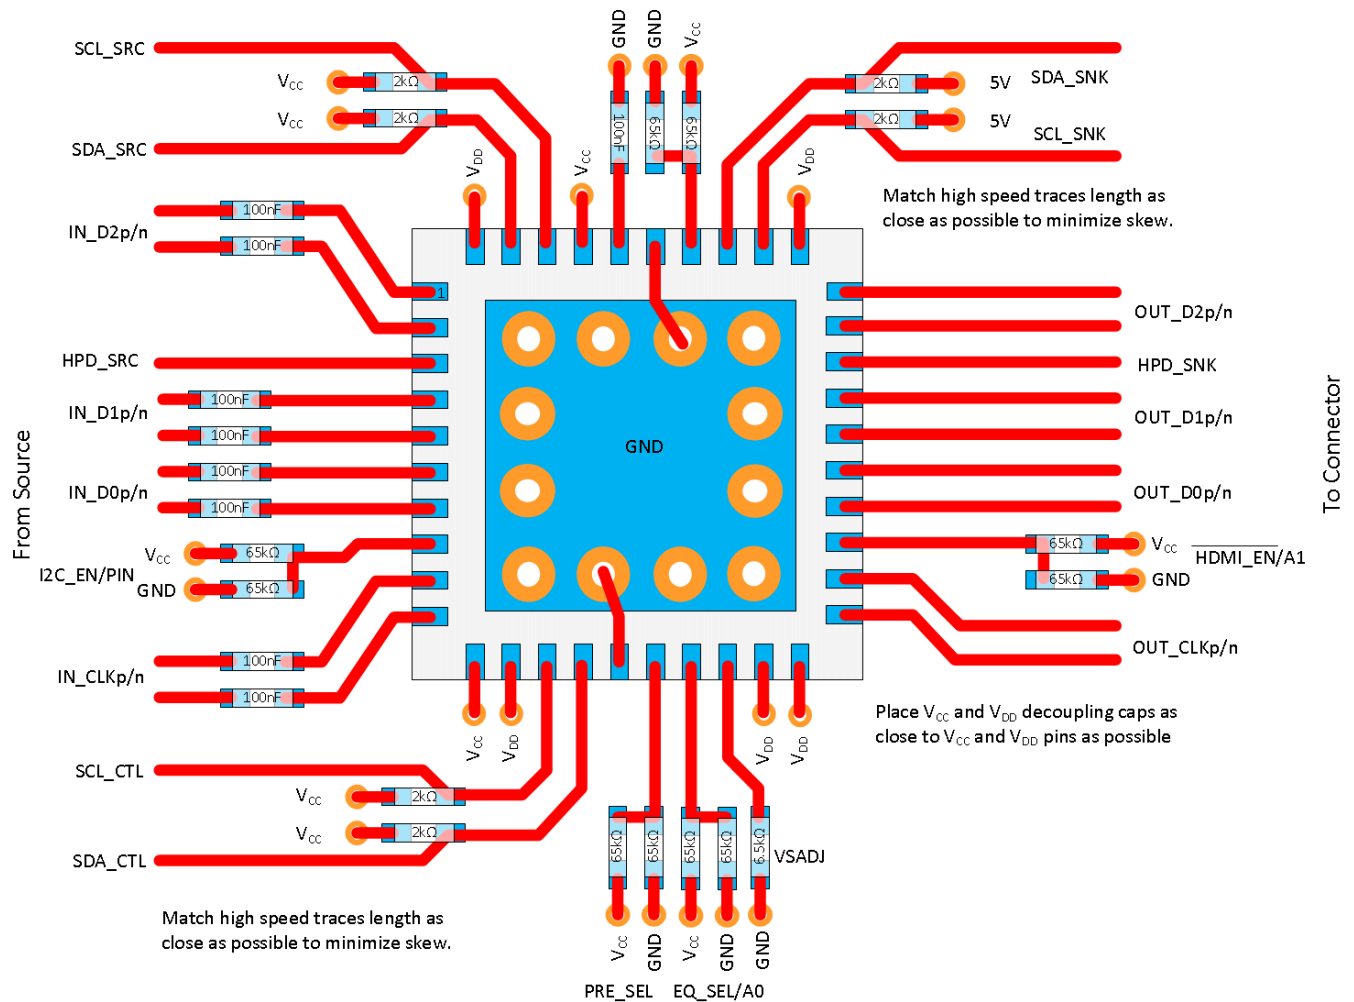 GND
GND
VCC
SCL_SRC
VCC
2kΩ
VCC
2kΩ
SDA_SRC
VDD
VCC
100nF
65kΩ
65kΩ
2kΩ
5V
SDA_SNK
2kΩ
5V
SCL_SNK
VDD
Match high speed traces length as
close as possible to minimize skew.
100nF
IN_D2p/n
100nF
1
HPD_SRC
100nF
IN_D1p/n
100nF
100nF
IN_D0p/n
100nF
From Source
VCC
65kΩ
I2C_EN/PIN
GND
65kΩ
100nF
IN_CLKp/n
100nF
GND
OUT_D2p/n
HPD_SNK
OUT_D1p/n
OUT_D0p/n
To Connector
65kΩ
VCC
HDMI_EN/A1
65kΩ
GND
OUT_CLKp/n
Place VCC and VDD decoupling caps as
close to VCC and VDD pins as possible
VCC
VDD
VDD
VDD
SCL_CTL
VCC
2kΩ
VCC
2kΩ
SDA_CTL
65kΩ
65kΩ
65kΩ
65kΩ
6.5kΩ
VSADJ
Match high speed traces length as
close as possible to minimize skew.
VCC
GND
VCC
GND
GND
PRE_SEL
EQ_SEL/A0